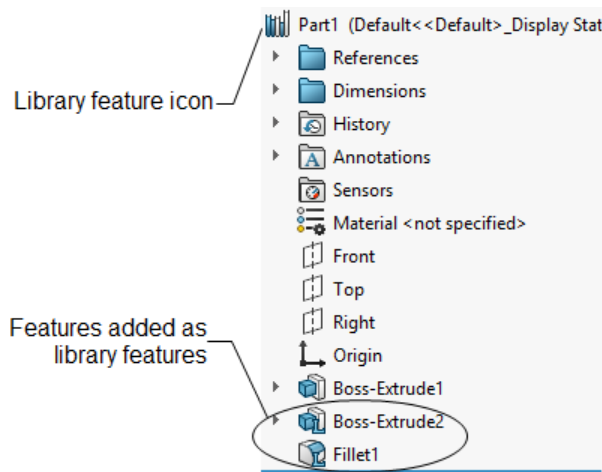 Part1 (Default<<Default>_Display Stat
References
Library feature icon
Dimensions
History
Annotations
Sensors
Material <not specified>
Front
Top
Right
Features added as
library features
Origin
Boss-Extrude1
Boss-Extrude2
Fillet1